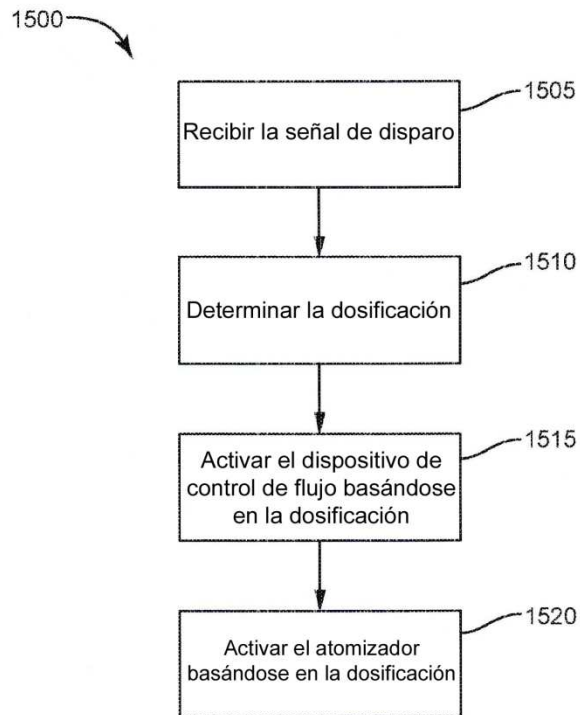 1500
1505
Recibir la señal de disparo
1510
Determinar la dosificación
1515
Activar el dispositivo de
control de flujo basándose
en la dosificación
1520
Activar el atomizador
basándose en la dosificación